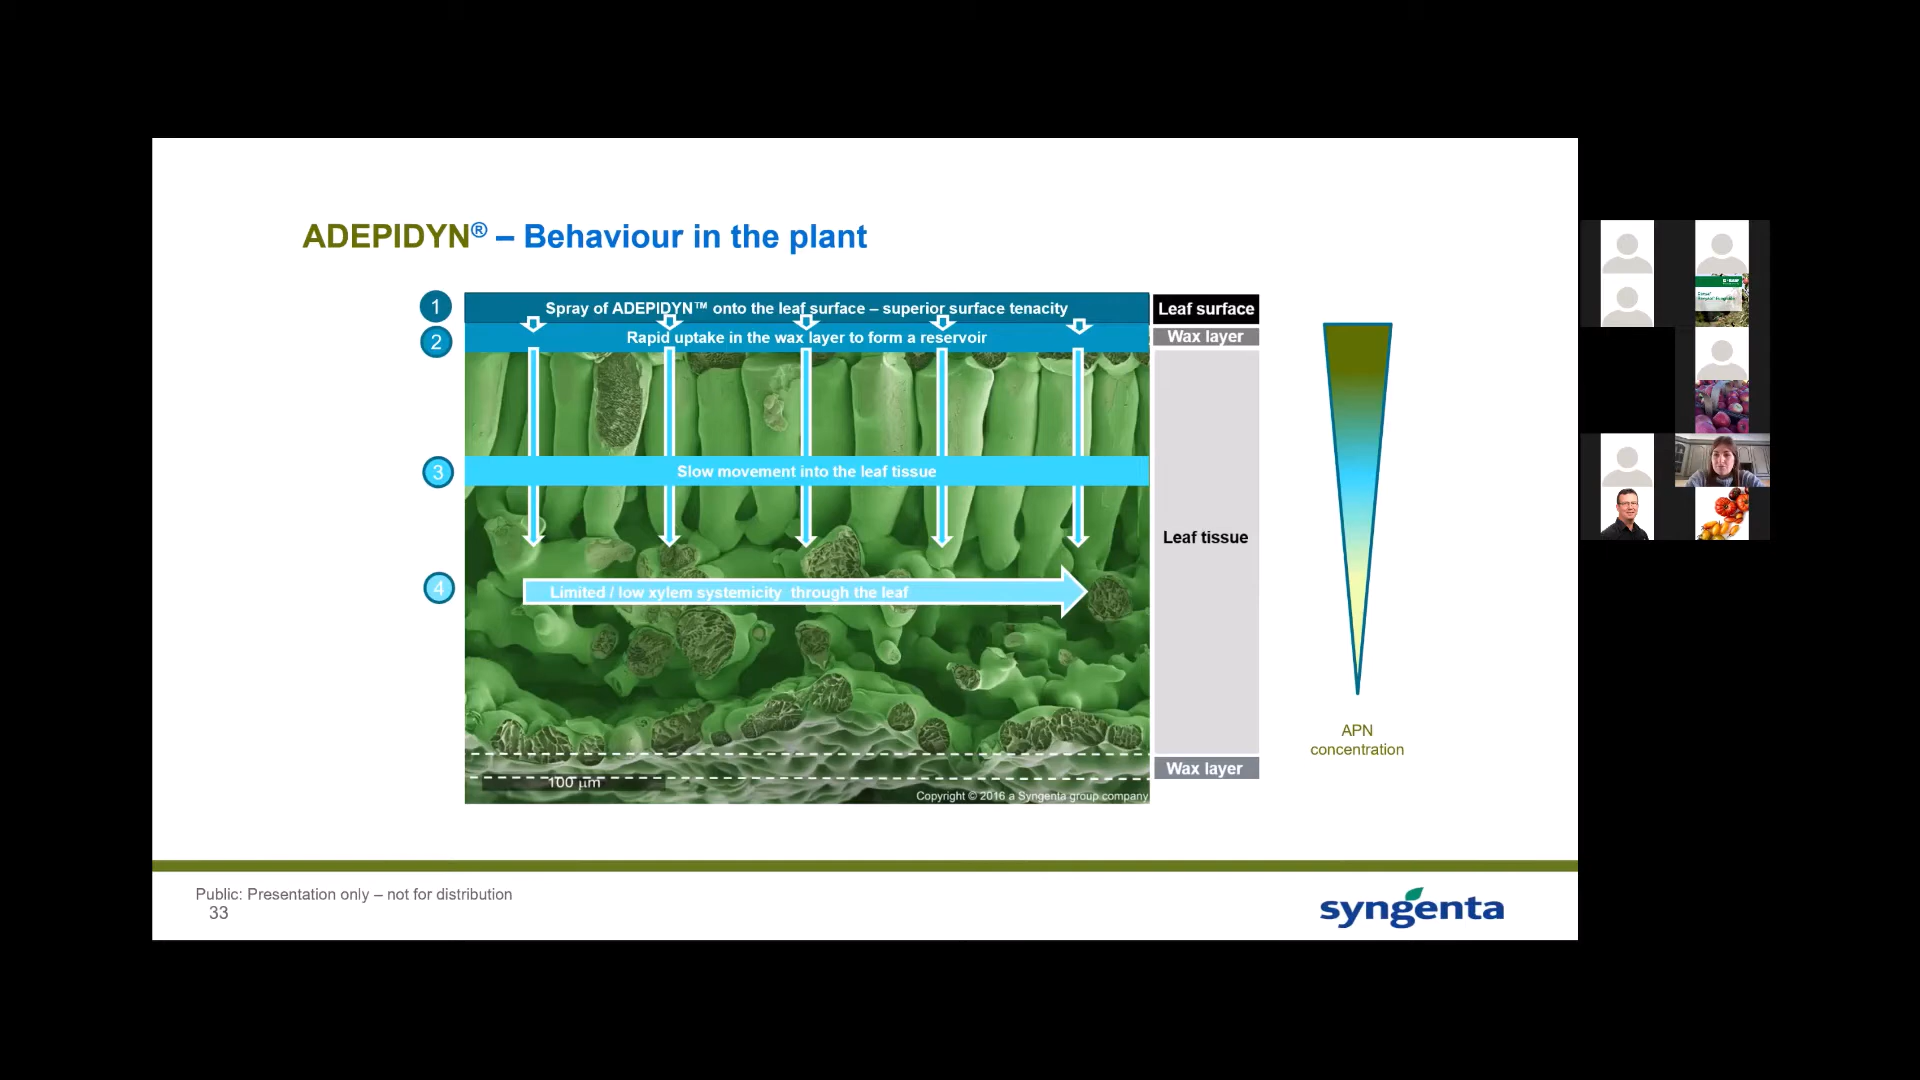 ADEPIDYN® – Behaviour in the plant
1
Spray of ADEPIDYN™ onto the leaf surface – superior surface tenacity
Leaf surface
2
Rapid uptake in the wax layer to form a reservoir
Wax layer
3
Slow movement into the leaf tissue
Leaf tissue
4
Limited / low xylem systemicity through the leaf
APN
concentration
Wax layer
100 µm
Copyright © 2016 a Syngenta group company
Public: Presentation only – not for distribution
33
syngenta